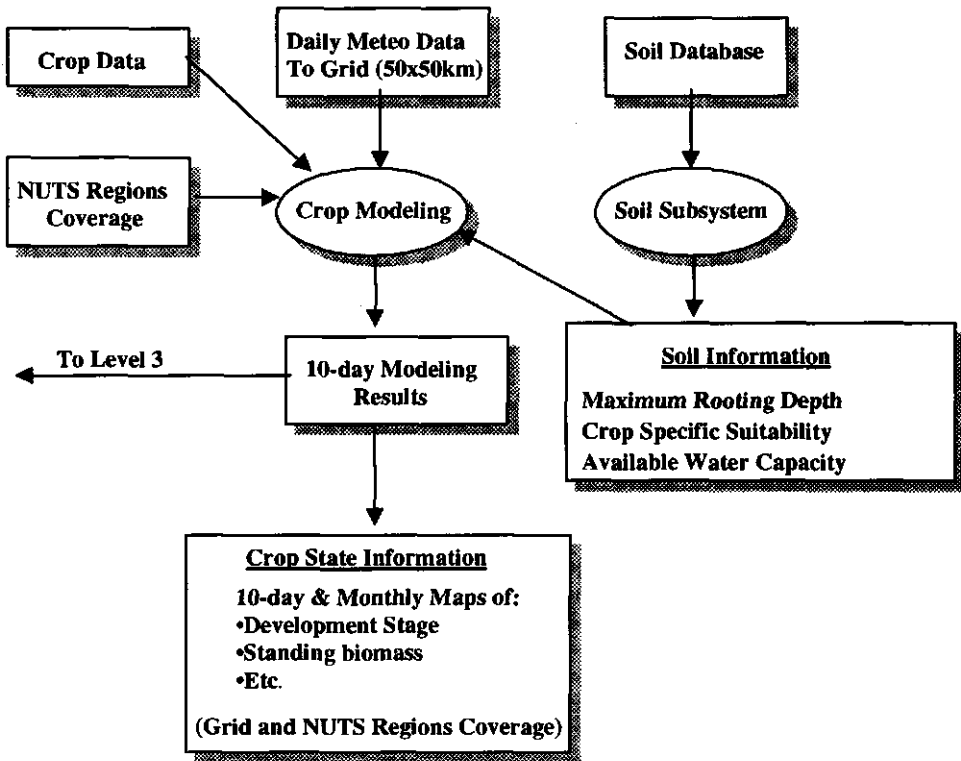 Crop Data
Daily Meteo Data
To Grid (50x50km)
Soil Database
NUTS Regions
Coverage
Crop Modeling
Soil Subsystem
To Level 3
10-day Modeling
Results
Soil Information
Maximum Rooting Depth
Crop Specific Suitability
Available Water Capacity
Crop State Information
10-day & Monthly Maps of:
•Development Stage
•Standing biomass
•Etc.
(Grid and NUTS Regions Coverage)